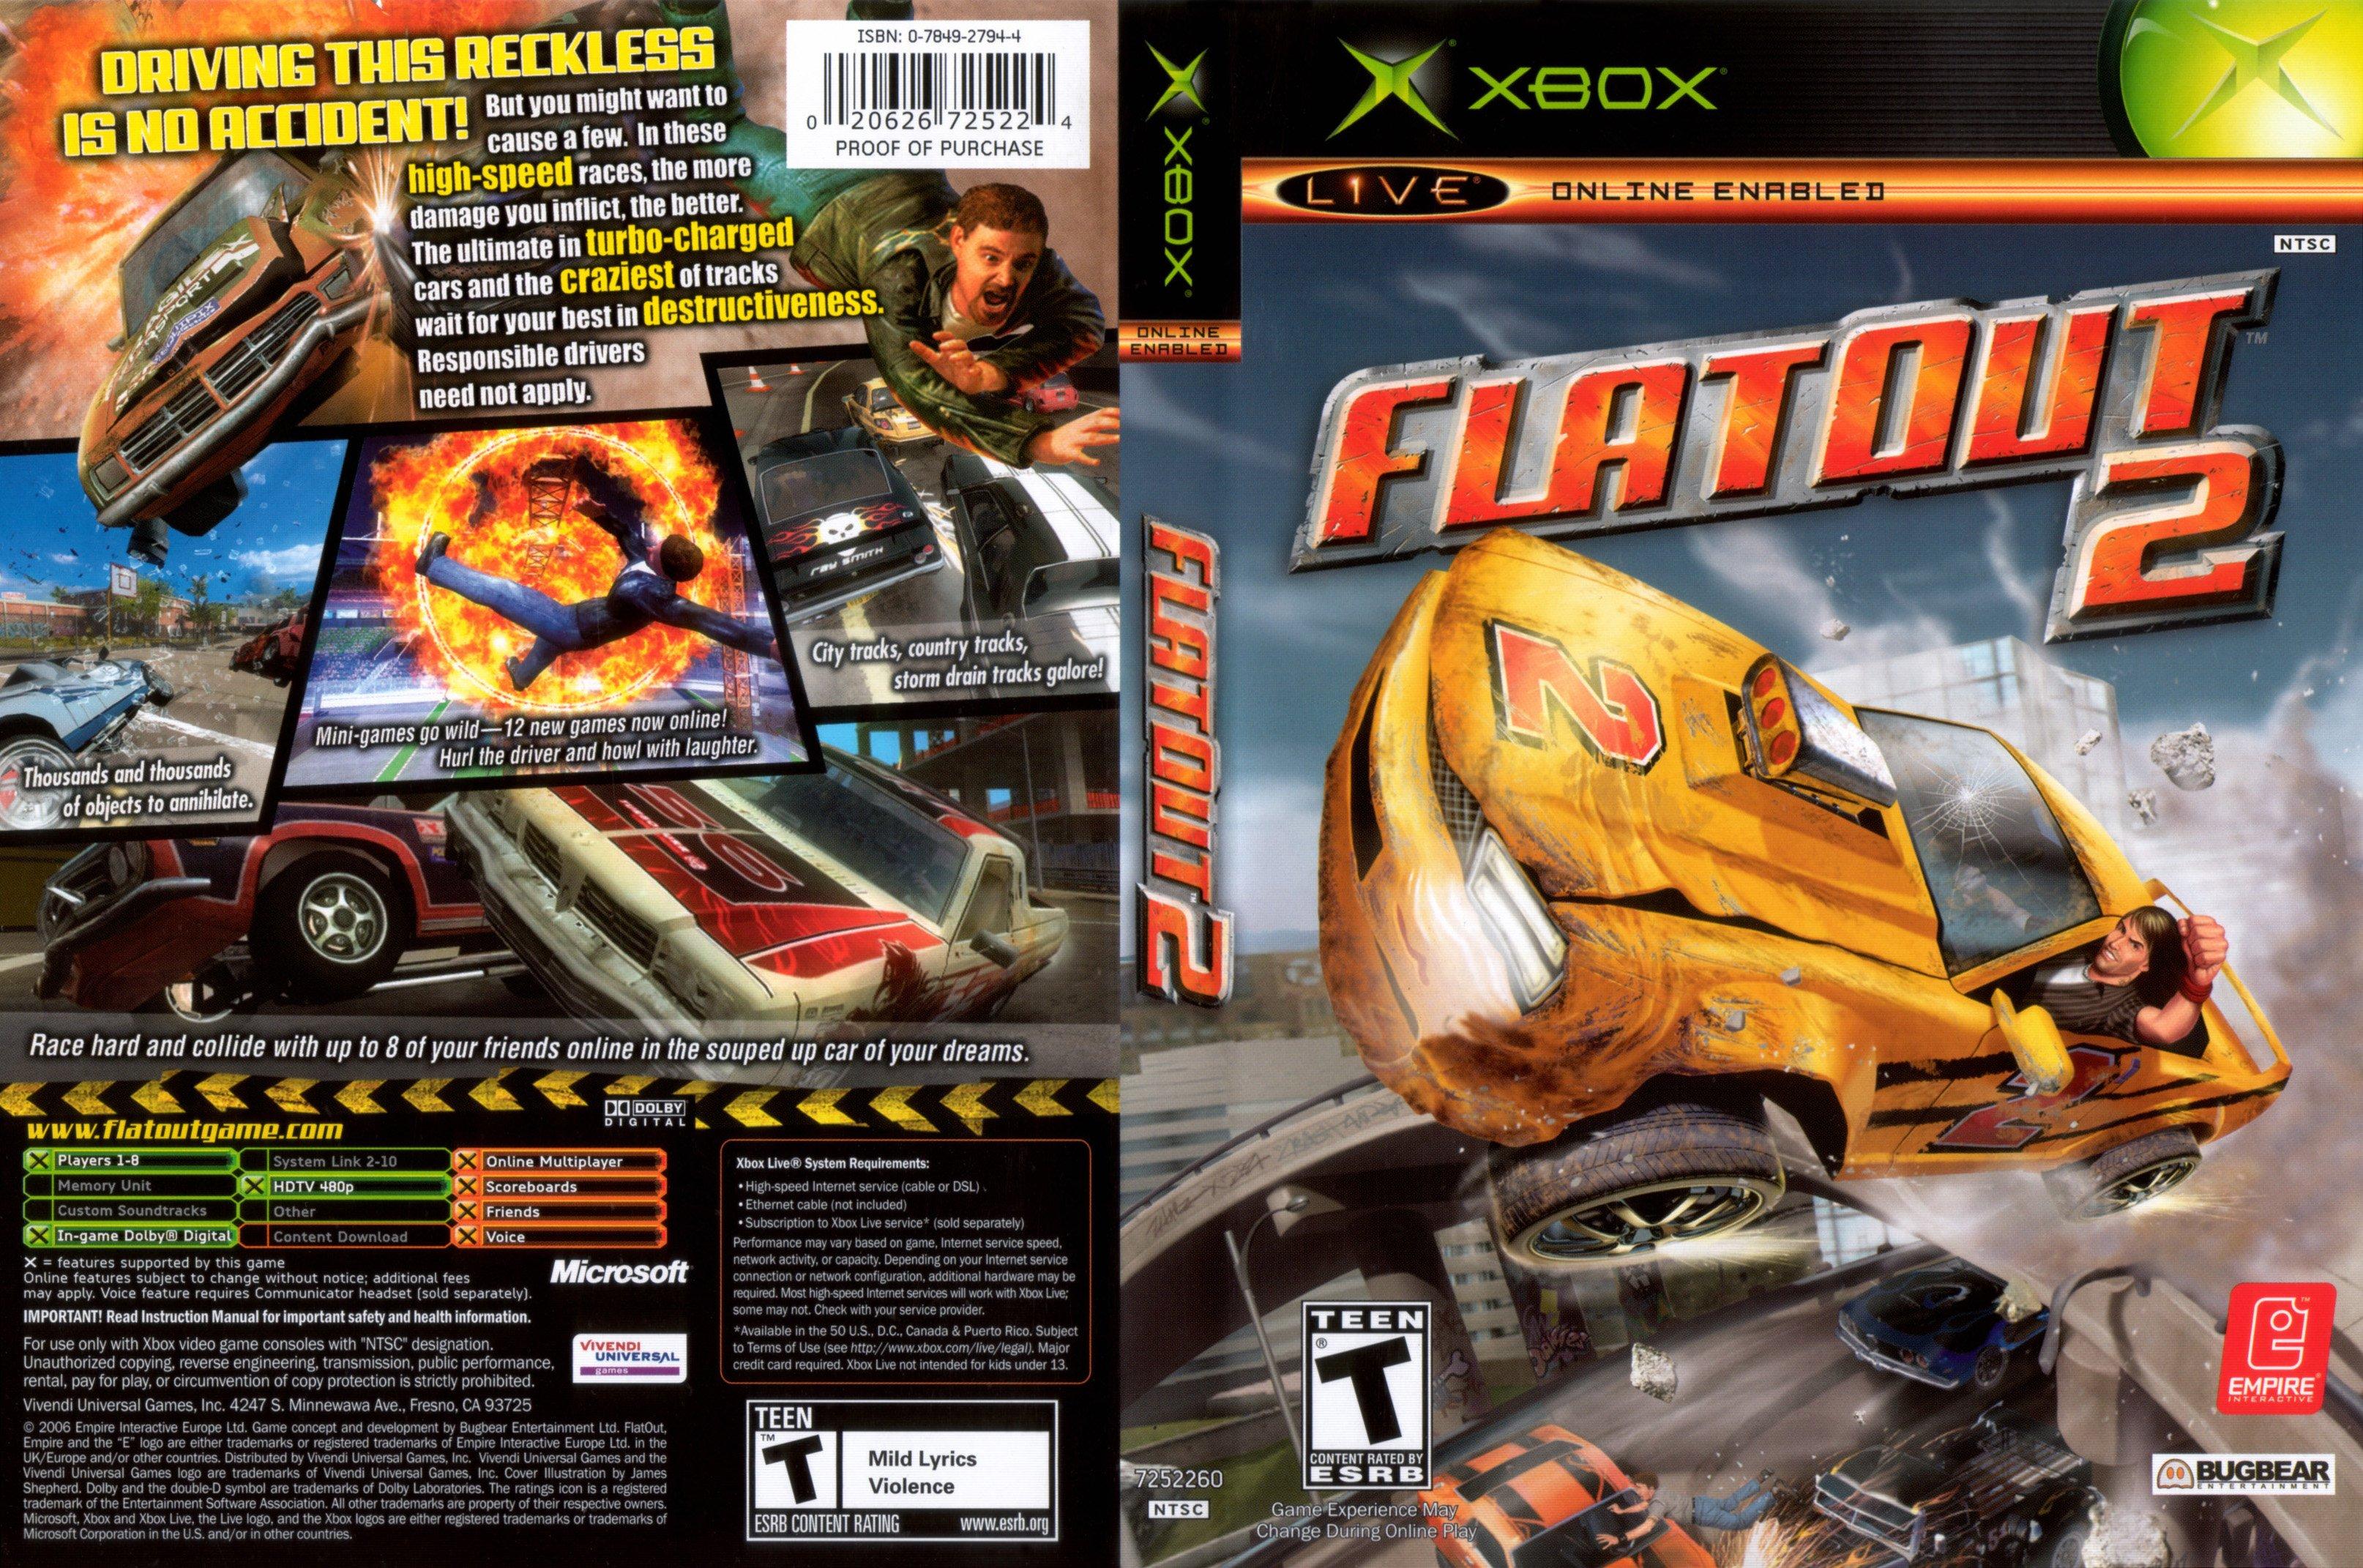 DRIVING THIS RECKLESS
IS NO ACCIDENT!
But you might want to
cause a few. In these
high-speed races, the more
damage you inflict, the better.
The ultimate in turbo-charged
cars and the craziest of tracks
wait for your best in destructiveness.
Responsible drivers
need not apply.
ISBN: 0-7849-2794-4
0 20626 72522 4
PROOF OF PURCHASE
RAY SMITH
City tracks, country tracks,
storm drain tracks galore!
Mini-games go wild—12 new games now online!
Hurl the driver and howl with laughter.
Thousands and thousands
of objects to annihilate.
Race hard and collide with up to 8 of your friends online in the souped up car of your dreams.
DOLBY
DIGITAL
www.flatoutgame.com
Players 1-8
System Link 2-10
Online Multiplayer
Memory Unit
HDTV 480p
Scoreboards
Custom Soundtracks
Other
Friends
In-game Dolby® Digital
Content Download
Voice
X = features supported by this game
Online features subject to change without notice; additional fees
may apply. Voice feature requires Communicator headset (sold separately).
Microsoft
IMPORTANT! Read Instruction Manual for important safety and health information.
For use only with Xbox video game consoles with "NTSC" designation.
Unauthorized copying, reverse engineering, transmission, public performance,
rental, pay for play, or circumvention of copy protection is strictly prohibited.
VIVENDI
UNIVERSAL
games
Vivendi Universal Games, Inc. 4247 S. Minnewawa Ave., Fresno, CA 93725
© 2006 Empire Interactive Europe Ltd. Game concept and development by Bugbear Entertainment Ltd. FlatOut,
Empire and the “E” logo are either trademarks or registered trademarks of Empire Interactive Europe Ltd. in the
UK/Europe and/or other countries. Distributed by Vivendi Universal Games, Inc. Vivendi Universal Games and the
Vivendi Universal Games logo are trademarks of Vivendi Universal Games, Inc. Cover Illustration by James
Shepherd. Dolby and the double-D symbol are trademarks of Dolby Laboratories. The ratings icon is a registered
trademark of the Entertainment Software Association. All other trademarks are property of their respective owners.
Microsoft, Xbox and Xbox Live, the Live logo, and the Xbox logos are either registered trademarks or trademarks of
Microsoft Corporation in the U.S. and/or in other countries.
Xbox Live® System Requirements:
• High-speed Internet service (cable or DSL)
• Ethernet cable (not included)
• Subscription to Xbox Live service* (sold separately)
Performance may vary based on game, Internet service speed,
network activity, or capacity. Depending on your Internet service
connection or network configuration, additional hardware may be
required. Most high-speed Internet services will work with Xbox Live;
some may not. Check with your service provider.
*Available in the 50 U.S., D.C., Canada & Puerto Rico. Subject
to Terms of Use (see http://www.xbox.com/live/legal). Major
credit card required. Xbox Live not intended for kids under 13.
TEEN
T™
Mild Lyrics
Violence
ESRB CONTENT RATING www.esrb.org
XBOX®
ONLINE
ENABLED
FLATOUT 2
7252260
NTSC
XBOX®
LIVE® ONLINE ENABLED
NTSC
FLATOUT™
2
2
2
TEEN
T®
CONTENT RATED BY
ESRB
Game Experience May
Change During Online Play
EMPIRE®
INTERACTIVE
BUGBEAR
ENTERTAINMENT